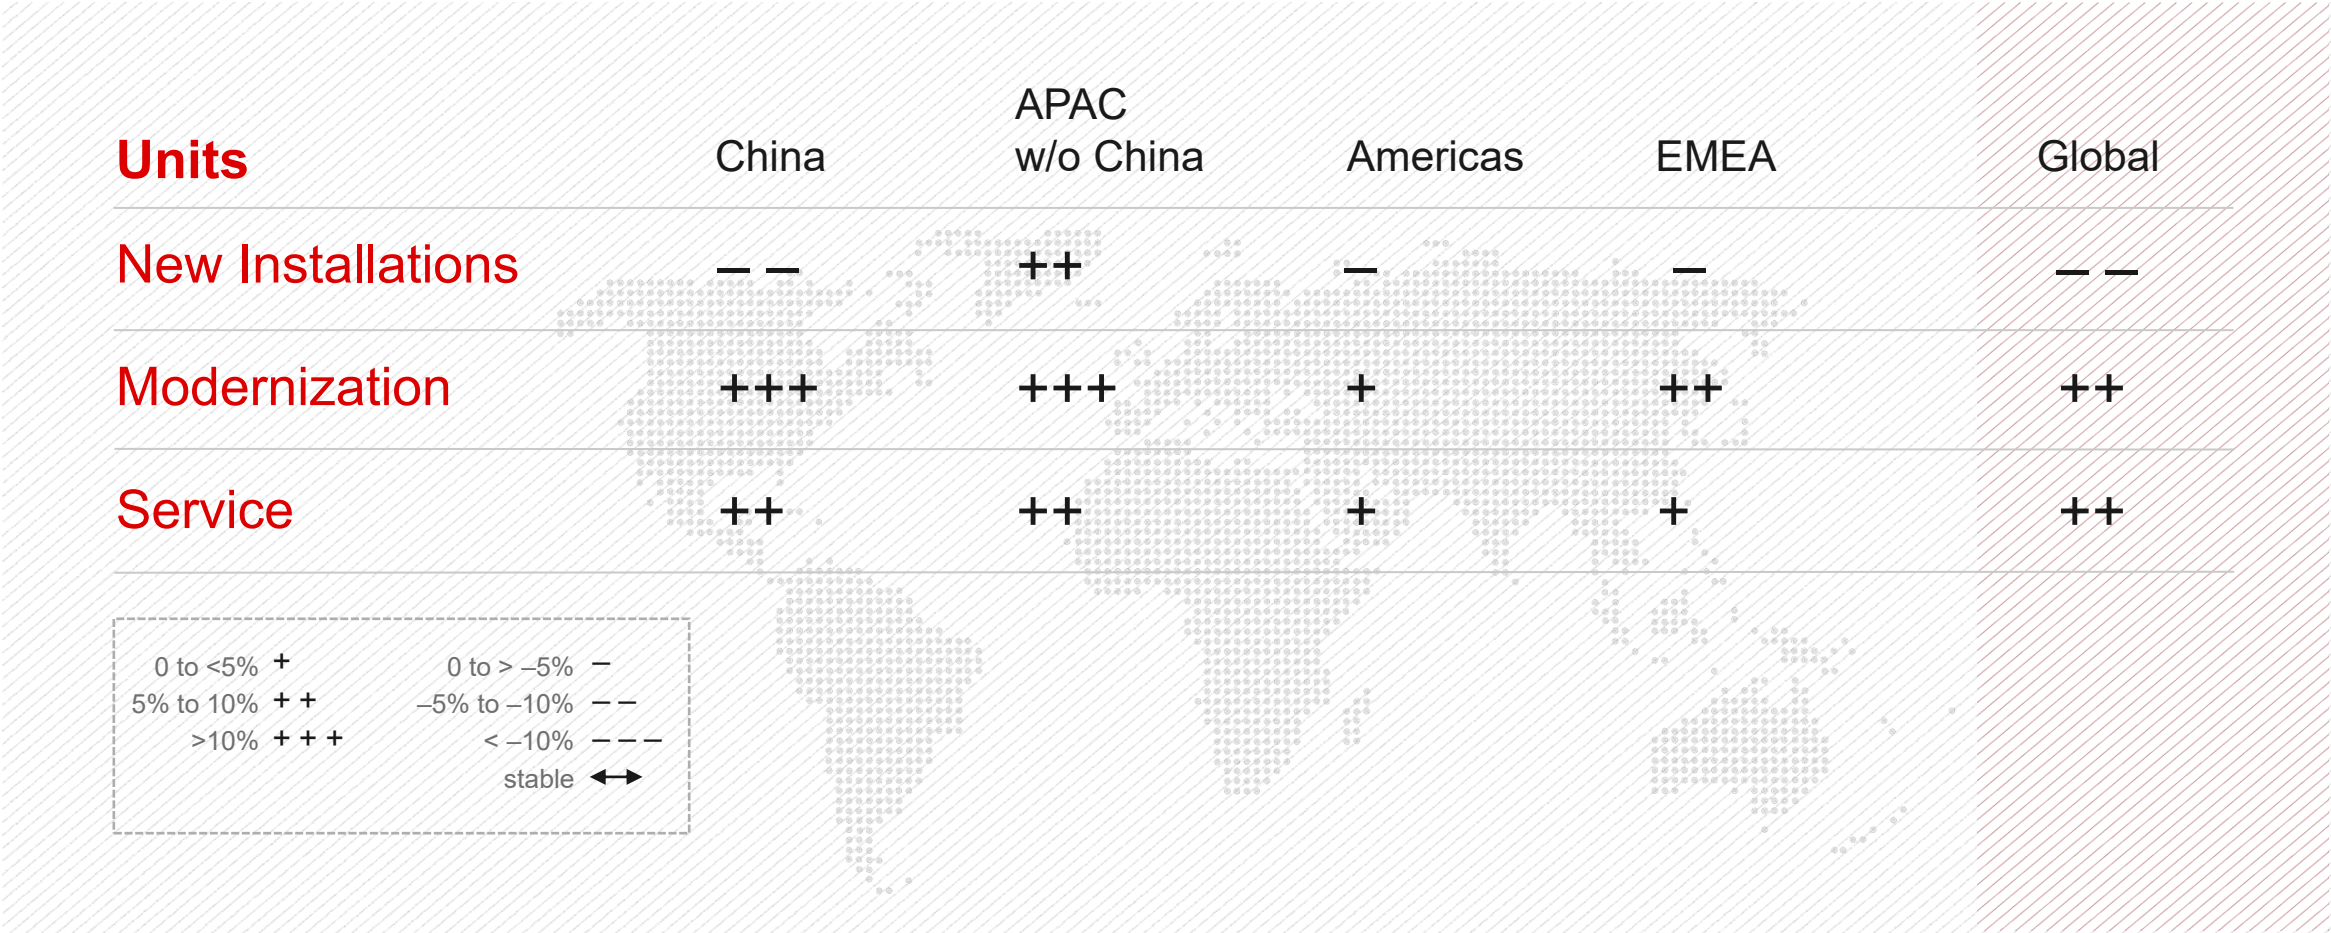 Units China APAC w/o China Americas EMEA Global
New Installations – – ++ – – – –
Modernization +++ +++ + ++ ++
Service ++ ++ + + ++
0 to <5% + 0 to > –5% –
5% to 10% + + –5% to –10% – –
>10% + + + < –10% – – –
stable ↔